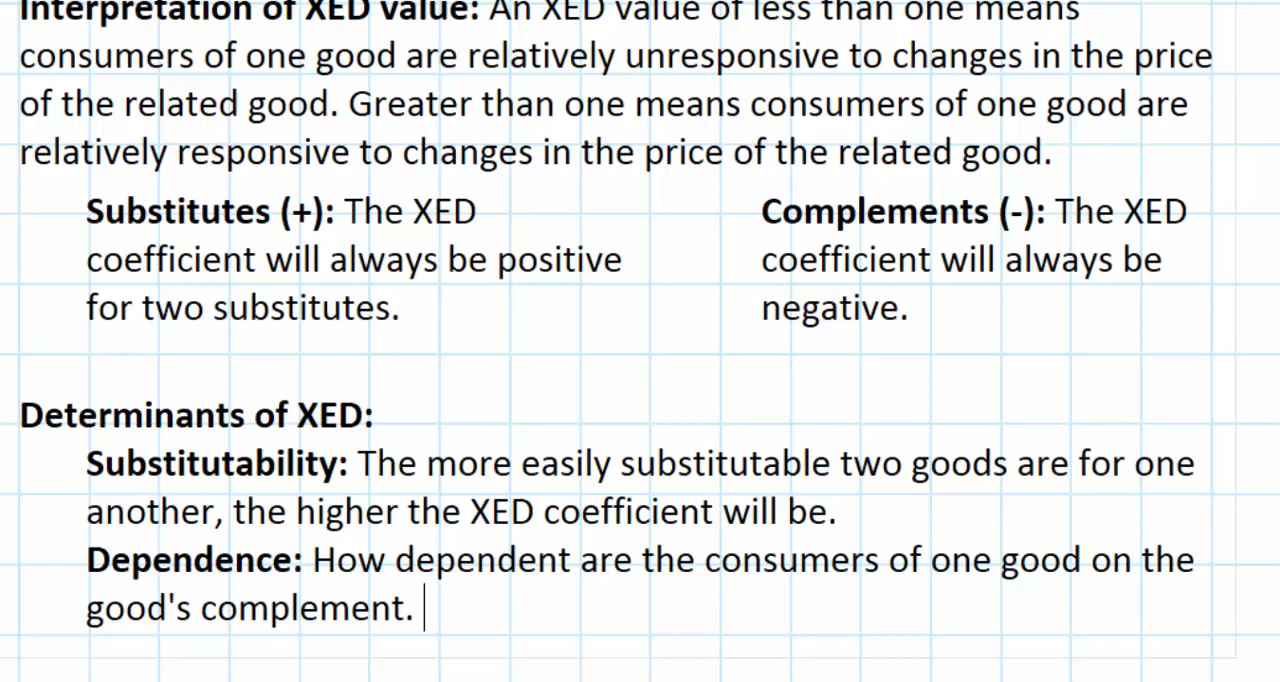 Interpretation of XED value: An XED value of less than one means
consumers of one good are relatively unresponsive to changes in the price
of the related good. Greater than one means consumers of one good are
relatively responsive to changes in the price of the related good.
Substitutes (+): The XED
coefficient will always be positive
for two substitutes.
Complements (-): The XED
coefficient will always be
negative.
Determinants of XED:
Substitutability: The more easily substitutable two goods are for one
another, the higher the XED coefficient will be.
Dependence: How dependent are the consumers of one good on the
good's complement.